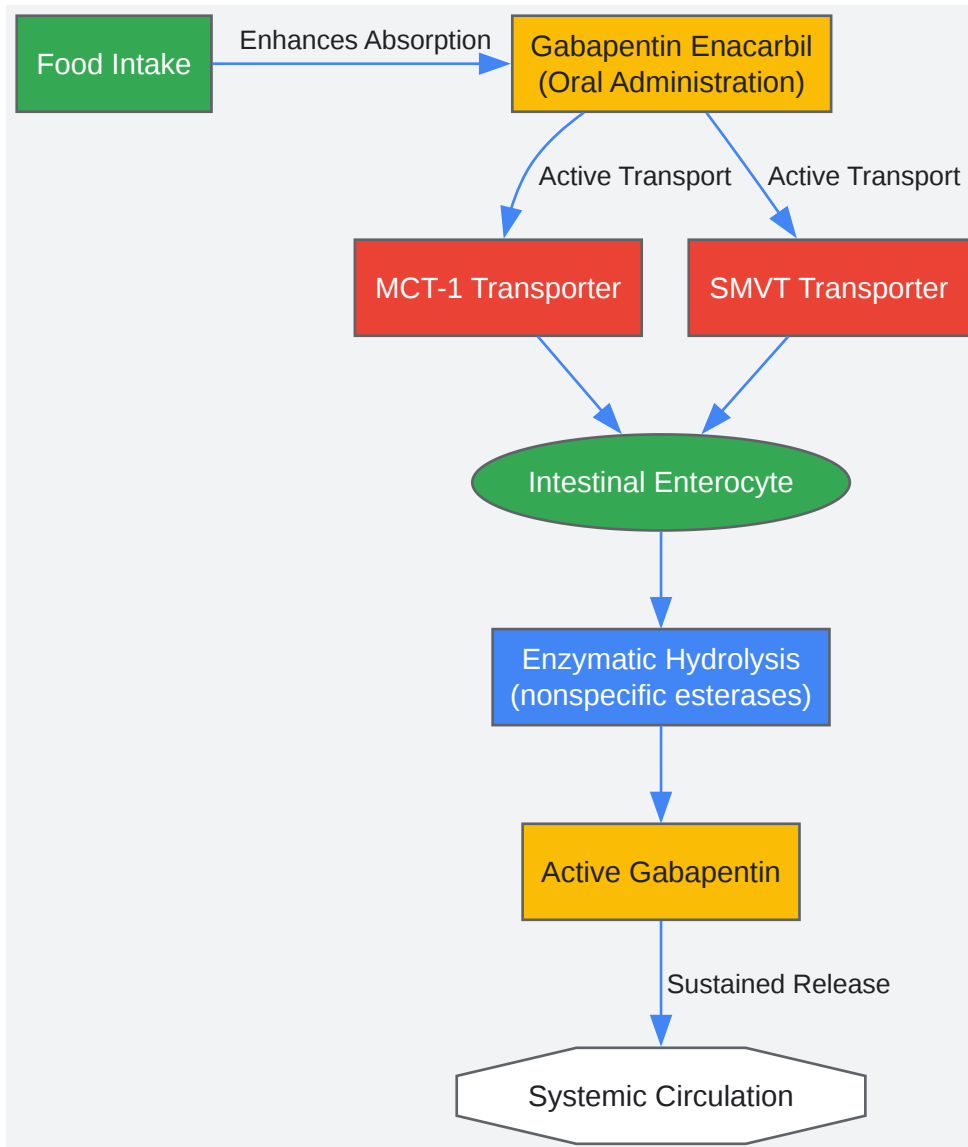 Food Intake
Enhances Absorption
Gabapentin Enacarbil
(Oral Administration)
Active Transport
Active Transport
MCT-1 Transporter
SMVT Transporter
Intestinal Enterocyte
Enzymatic Hydrolysis
(nonspecific esterases)
Active Gabapentin
Sustained Release
Systemic Circulation